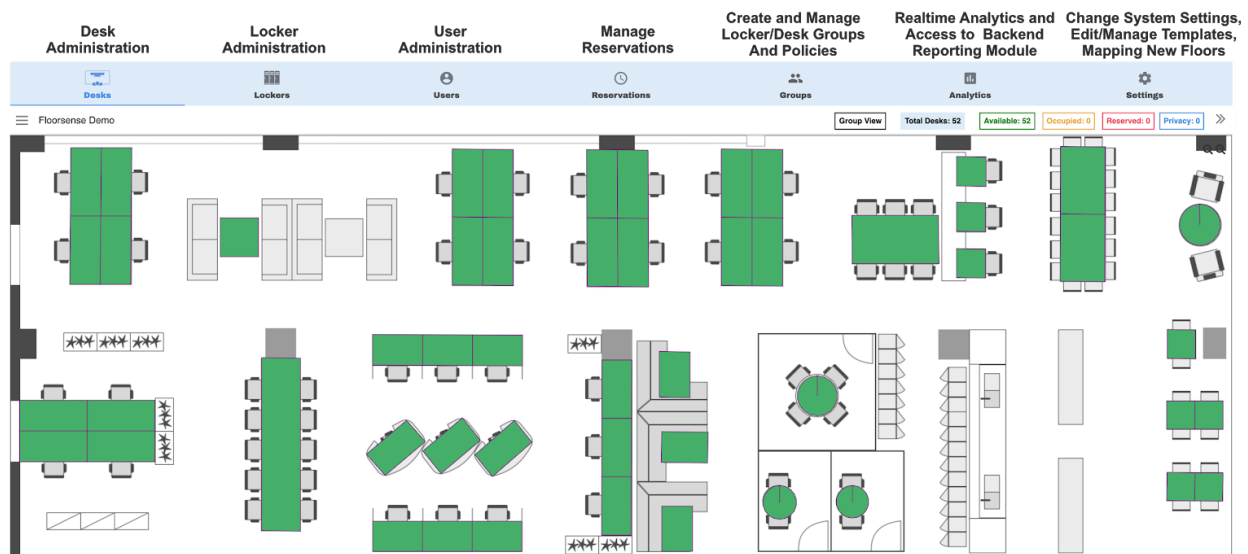 Desk
Administration
Locker
Administration
User
Administration
Manage
Reservations
Create and Manage
Locker/Desk Groups
And Policies
Realtime Analytics and
Access to Backend
Reporting Module
Change System Settings,
Edit/Manage Templates,
Mapping New Floors
Desks
Lockers
Users
Reservations
Groups
Analytics
Settings
Floorsense Demo
Group View
Total Desks: 52
Available: 52
Occupied: 0
Reserved: 0
Privacy: 0